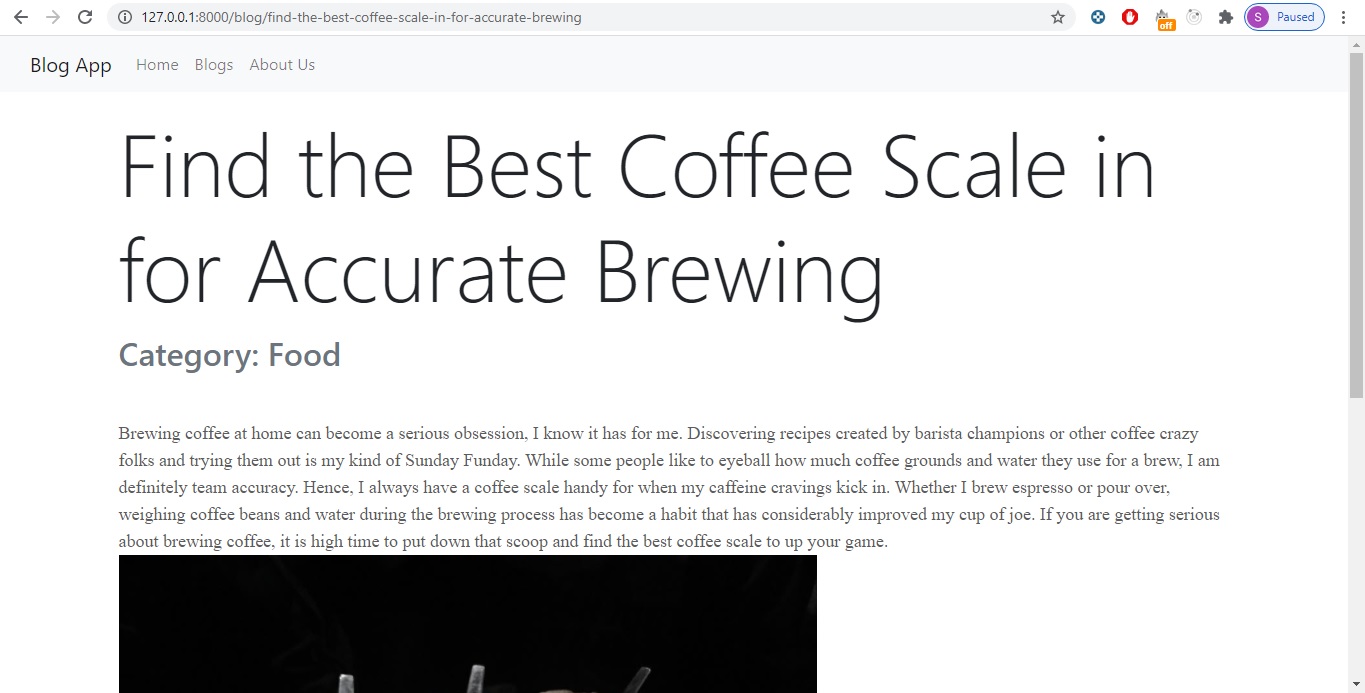 127.0.0.1:8000/blog/find-the-best-coffee-scale-in-for-accurate-brewing
off
S
Paused
Blog App
Home
Blogs
About Us
Find the Best Coffee Scale in
for Accurate Brewing
Category: Food
Brewing coffee at home can become a serious obsession, I know it has for me. Discovering recipes created by barista champions or other coffee crazy
folks and trying them out is my kind of Sunday Funday. While some people like to eyeball how much coffee grounds and water they use for a brew, I am
definitely team accuracy. Hence, I always have a coffee scale handy for when my caffeine cravings kick in. Whether I brew espresso or pour over,
weighing coffee beans and water during the brewing process has become a habit that has considerably improved my cup of joe. If you are getting serious
about brewing coffee, it is high time to put down that scoop and find the best coffee scale to up your game.